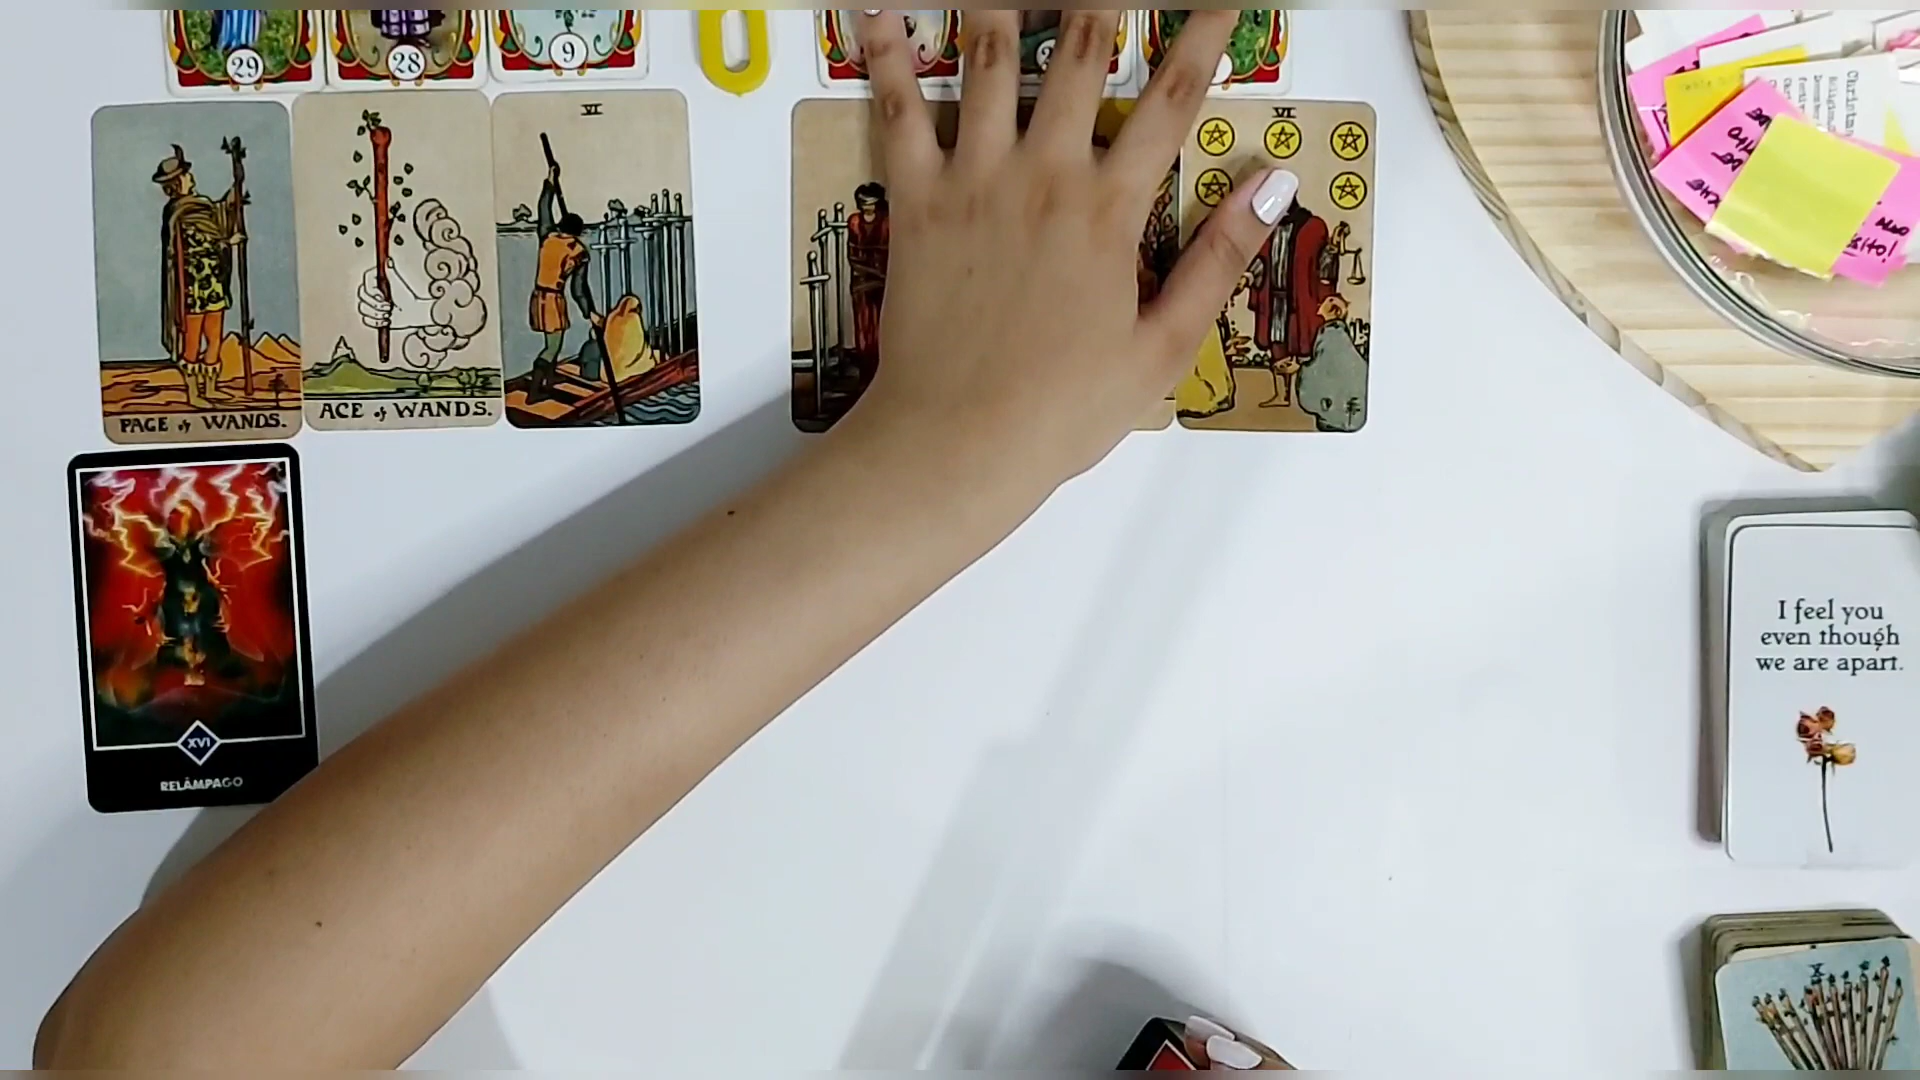 29
28
9
0
VI
VI
PAGE of WANDS.
ACE of WANDS.
XVI
RELÂMPAGO
I feel you
even though
we are apart.
X